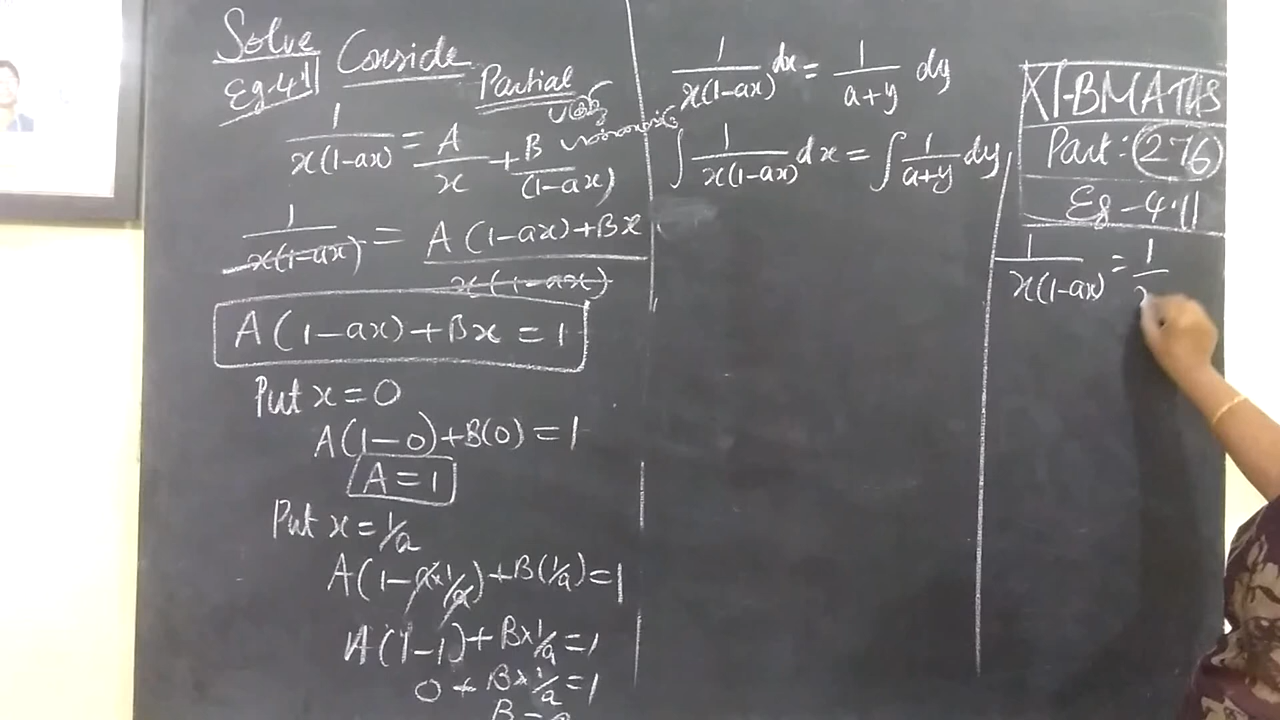 Solve
Eg-4.11
Conside
Partial
1/x(1-ax) = A/x + B/(1-ax)
1/x(1-ax) = A(1-ax)+Bx/x(1-ax)
A(1-ax)+Bx=1
Put x=0
A(1-0)+B(0)=1
A=1
Put x=1/a
A(1-a×1/a)+B(1/a)=1
A(1-1)+B×1/a=1
0+B×1/a=1
B=a
1/x(1-ax) dx = 1/a+y dy
∫1/x(1-ax) dx = ∫1/a+y dy
XI-BMATHS
Part: 276
Eg-4.11
1/x(1-ax) = 1/x